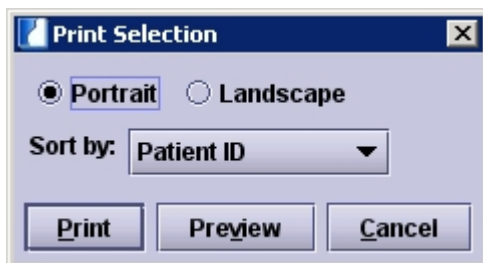 Print Selection
Portrait Landscape
Sort by: Patient ID
Print Preview Cancel